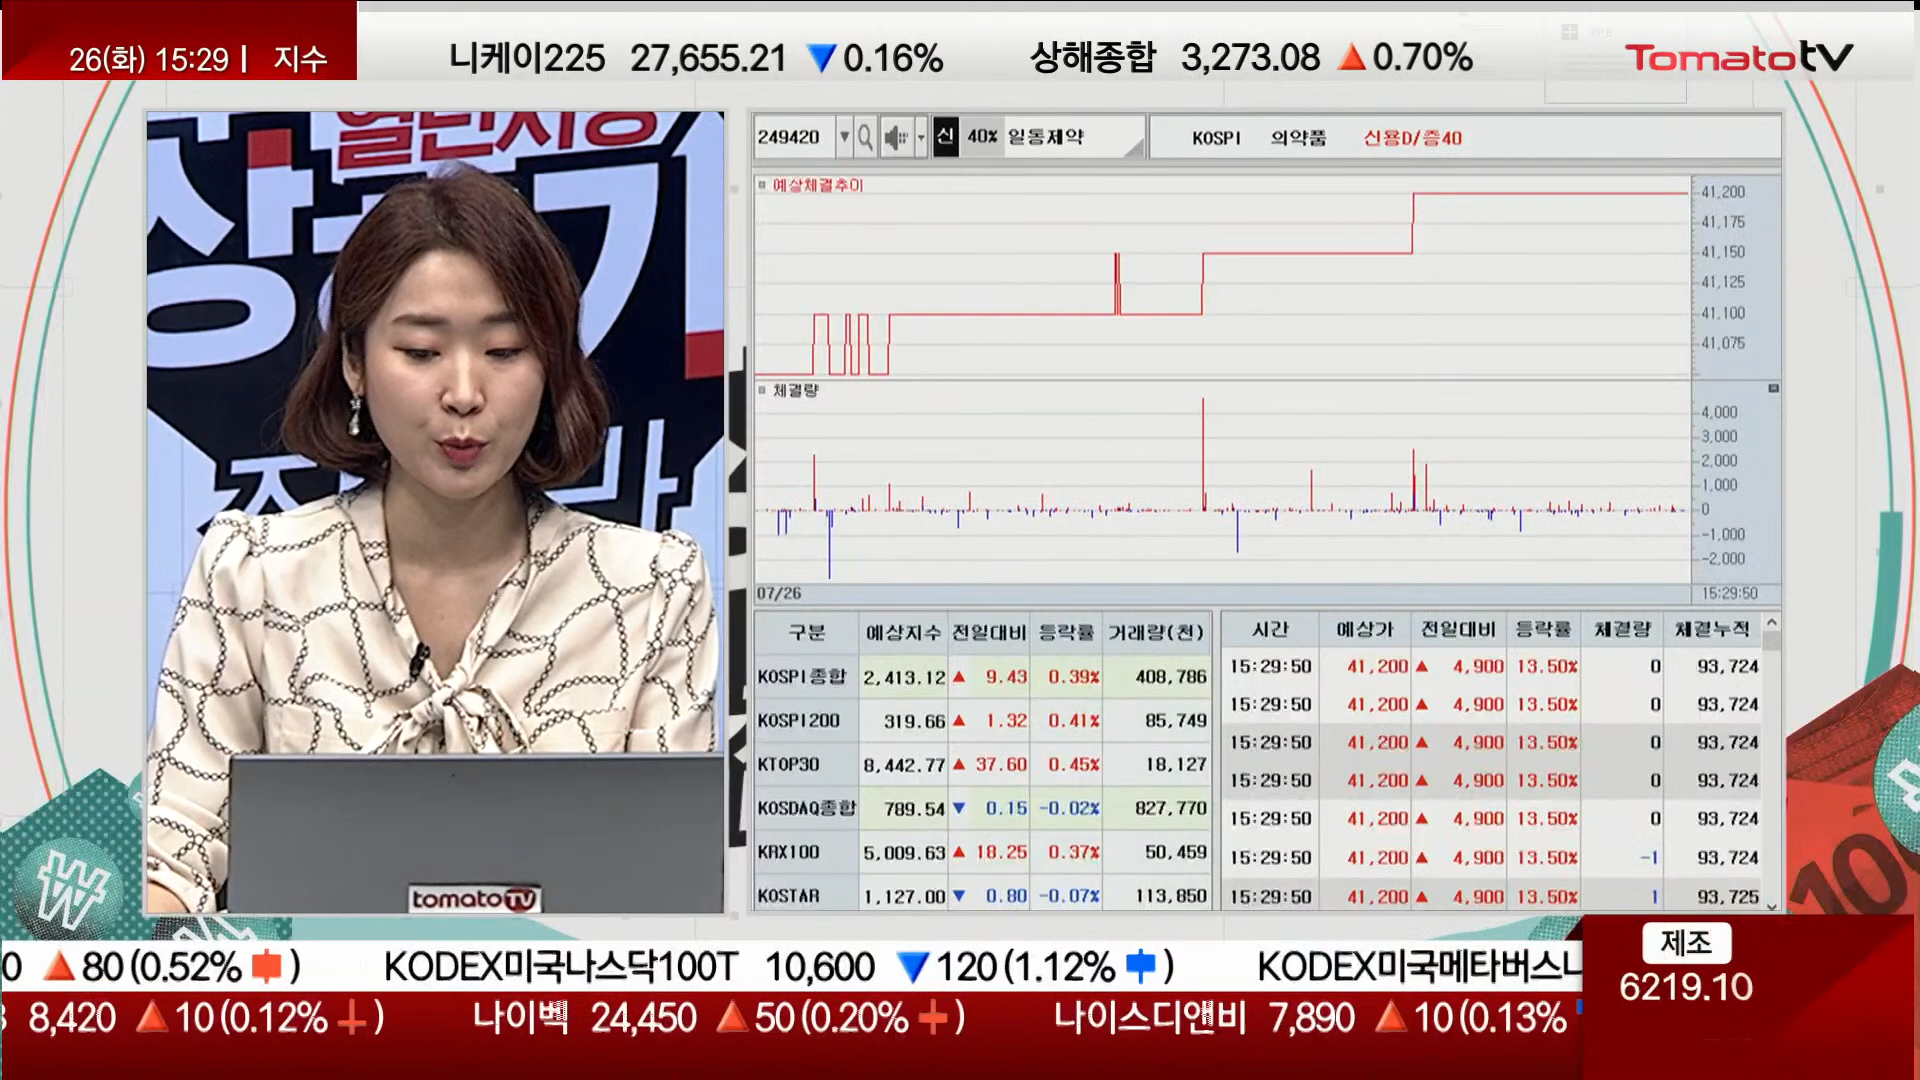 26(화) 15:29 | 지수
니케이225 27,655.21 ▼0.16% 상해종합 3,273.08 ▲0.70%
TomatotV
249420 신 40% 일동제약 KOSPI 의약품 신용D/증40
예상체결추이
41,200
41,175
41,150
41,125
41,100
41,075
체결량
4,000
3,000
2,000
1,000
0
-1,000
-2,000
07/26 15:29:50
구분 예상지수 전일대비 등락률 거래량(천)
KOSPI종합 2,413.12 ▲ 9.43 0.39% 408,786
KOSPI200 319.66 ▲ 1.32 0.41% 85,749
KTOP30 8,442.77 ▲ 37.60 0.45% 18,127
KOSDAQ종합 789.54 ▼ 0.15 -0.02% 827,770
KRX100 5,009.63 ▲ 18.25 0.37% 50,459
KOSTAR 1,127.00 ▼ 0.80 -0.07% 113,850
시간 예상가 전일대비 등락률 체결량 체결누적
15:29:50 41,200 ▲ 4,900 13.50% 0 93,724
15:29:50 41,200 ▲ 4,900 13.50% 0 93,724
15:29:50 41,200 ▲ 4,900 13.50% 0 93,724
15:29:50 41,200 ▲ 4,900 13.50% 0 93,724
15:29:50 41,200 ▲ 4,900 13.50% 0 93,724
15:29:50 41,200 ▲ 4,900 13.50% -1 93,724
15:29:50 41,200 ▲ 4,900 13.50% 1 93,725
tomatoTV
100
0 ▲80(0.52% ) KODEX미국나스닥100T 10,600 ▼120(1.12% ) KODEX미국메타버스나
8,420 ▲10(0.12% ) 나이벡 24,450 ▲50(0.20% ) 나이스디앤비 7,890 ▲10(0.13%
제조
6219.10